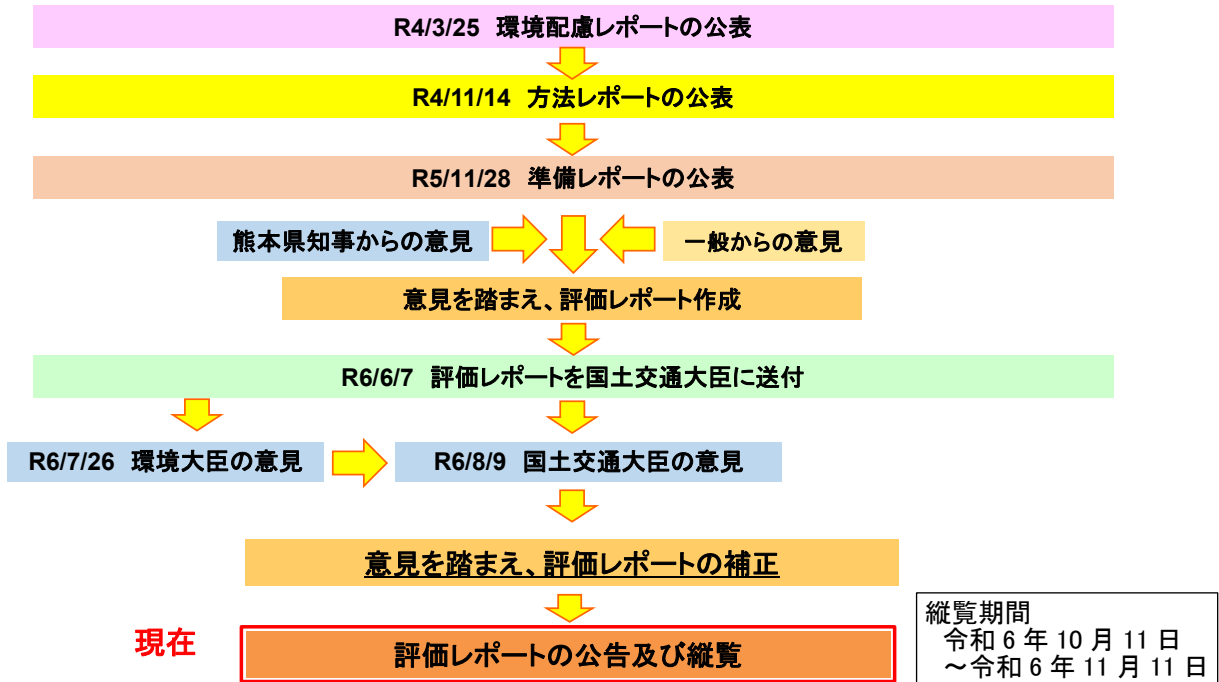 R4/3/25 環境配慮レポートの公表
R4/11/14 方法レポートの公表
R5/11/28 準備レポートの公表
熊本県知事からの意見
一般からの意見
意見を踏まえ、評価レポート作成
R6/6/7 評価レポートを国土交通大臣に送付
R6/7/26 環境大臣の意見
R6/8/9 国土交通大臣の意見
意見を踏まえ、評価レポートの補正
現在
評価レポートの公告及び縦覧
縦覧期間
令和 6 年 10 月 11 日
～令和 6 年 11 月 11 日